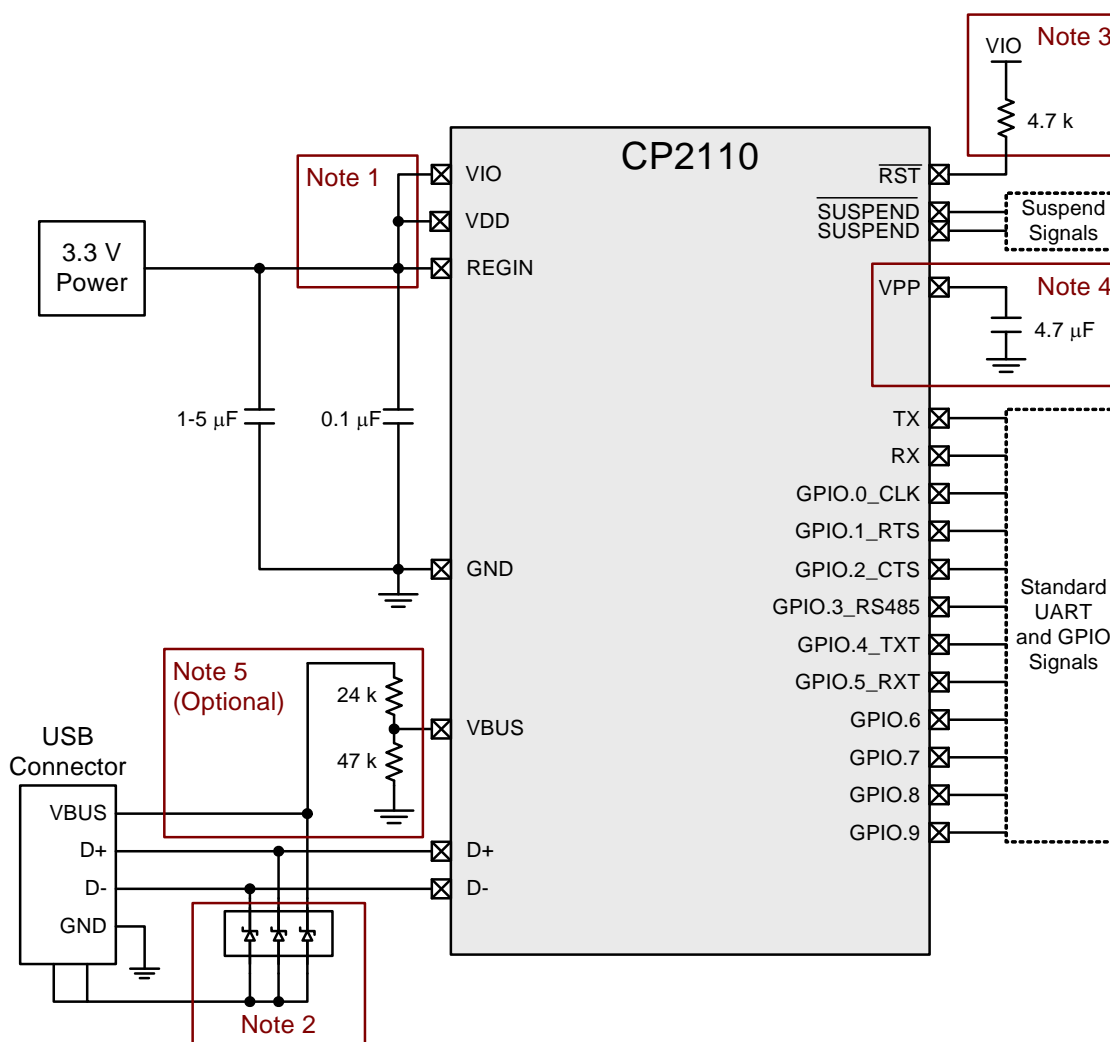 Note 3
VIO
4.7 k
CP2110
Note 1
VIO
RST
VDD
SUSPEND
SUSPEND
Suspend
Signals
3.3 V
Power
REGIN
VPP
Note 4
4.7 μF
1-5 μF
0.1 μF
TX
RX
GPIO.0_CLK
GPIO.1_RTS
GND
GPIO.2_CTS
GPIO.3_RS485
GPIO.4_TXT
GPIO.5_RXT
GPIO.6
GPIO.7
GPIO.8
GPIO.9
Standard
UART
and GPIO
Signals
Note 5
(Optional)
24 k
47 k
VBUS
USB
Connector
VBUS
D+
D-
GND
D+
D-
Note 2